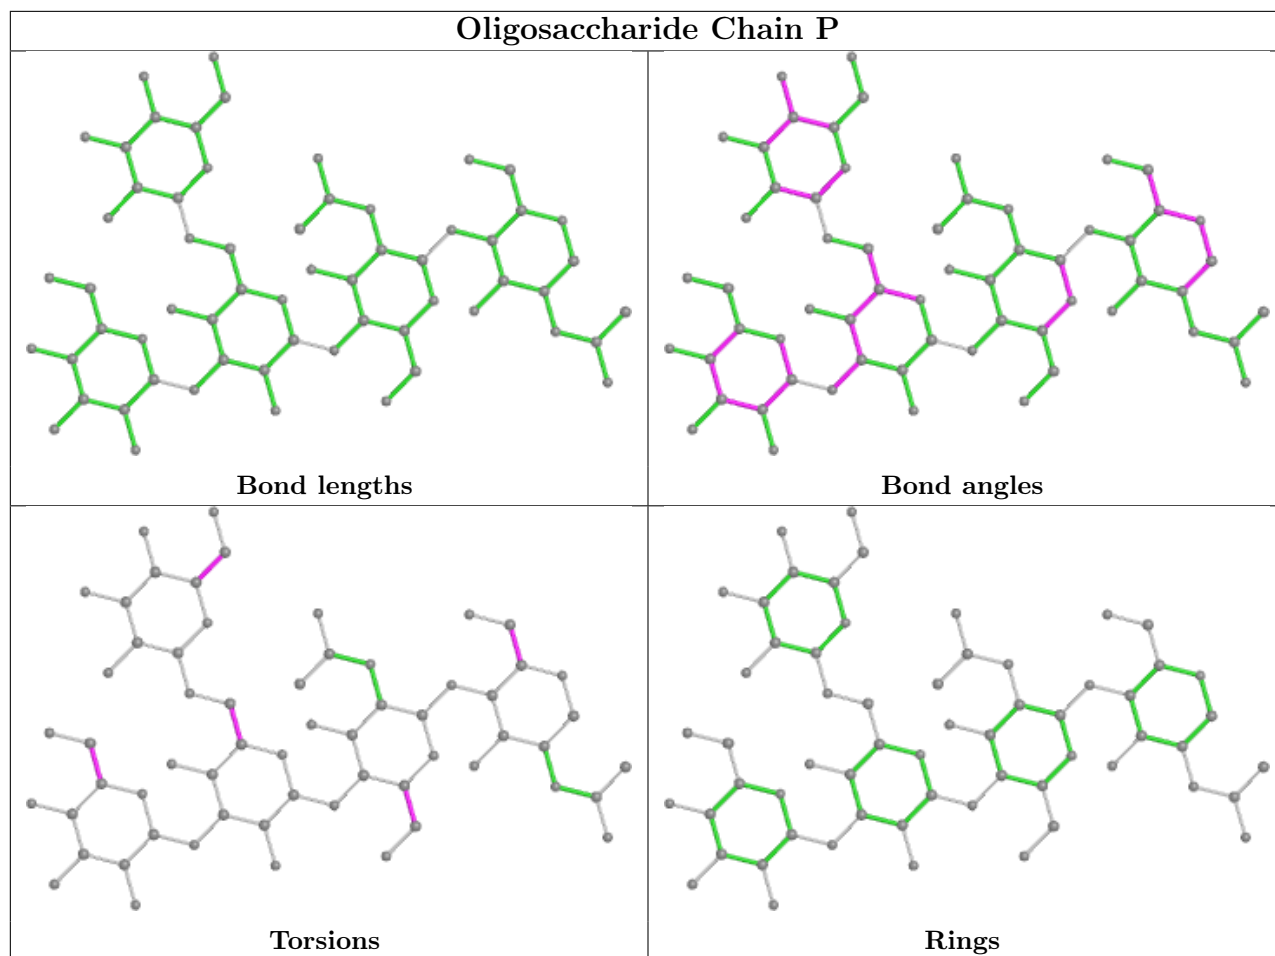 Oligosaccharide Chain P
Bond lengths
Bond angles
Torsions
Rings